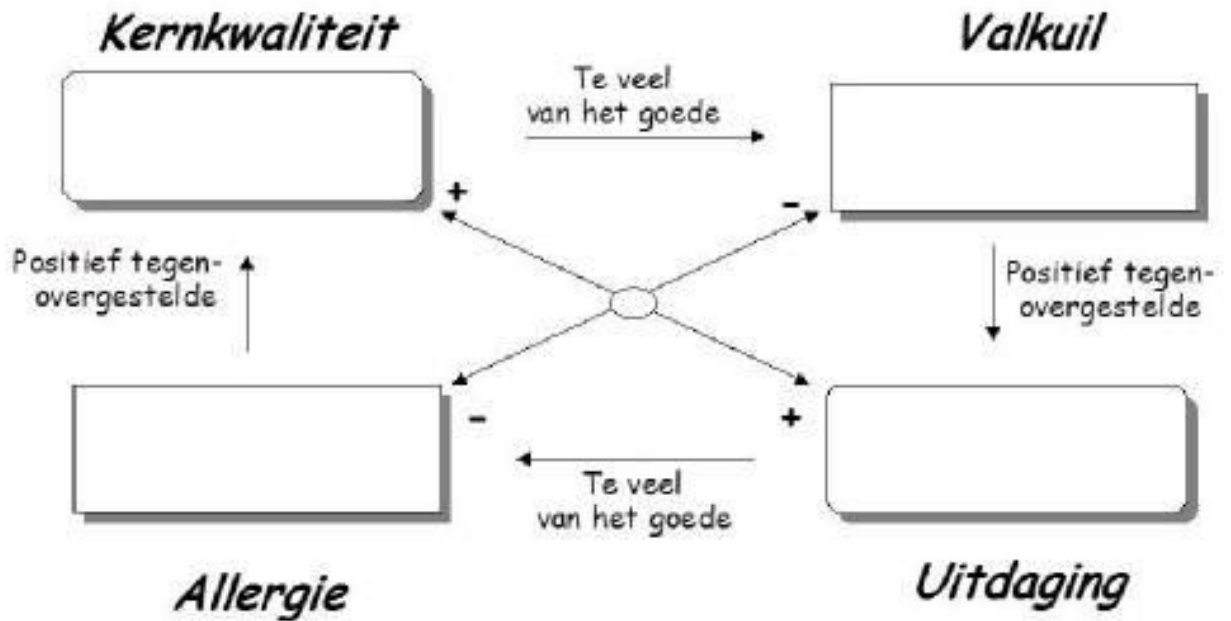 Kernkwaliteit
Valkuil
Te veel
van het goede
+
-
Positief tegen-
overgestelde
Positief tegen-
overgestelde
-
+
Te veel
van het goede
Allergie
Uitdaging